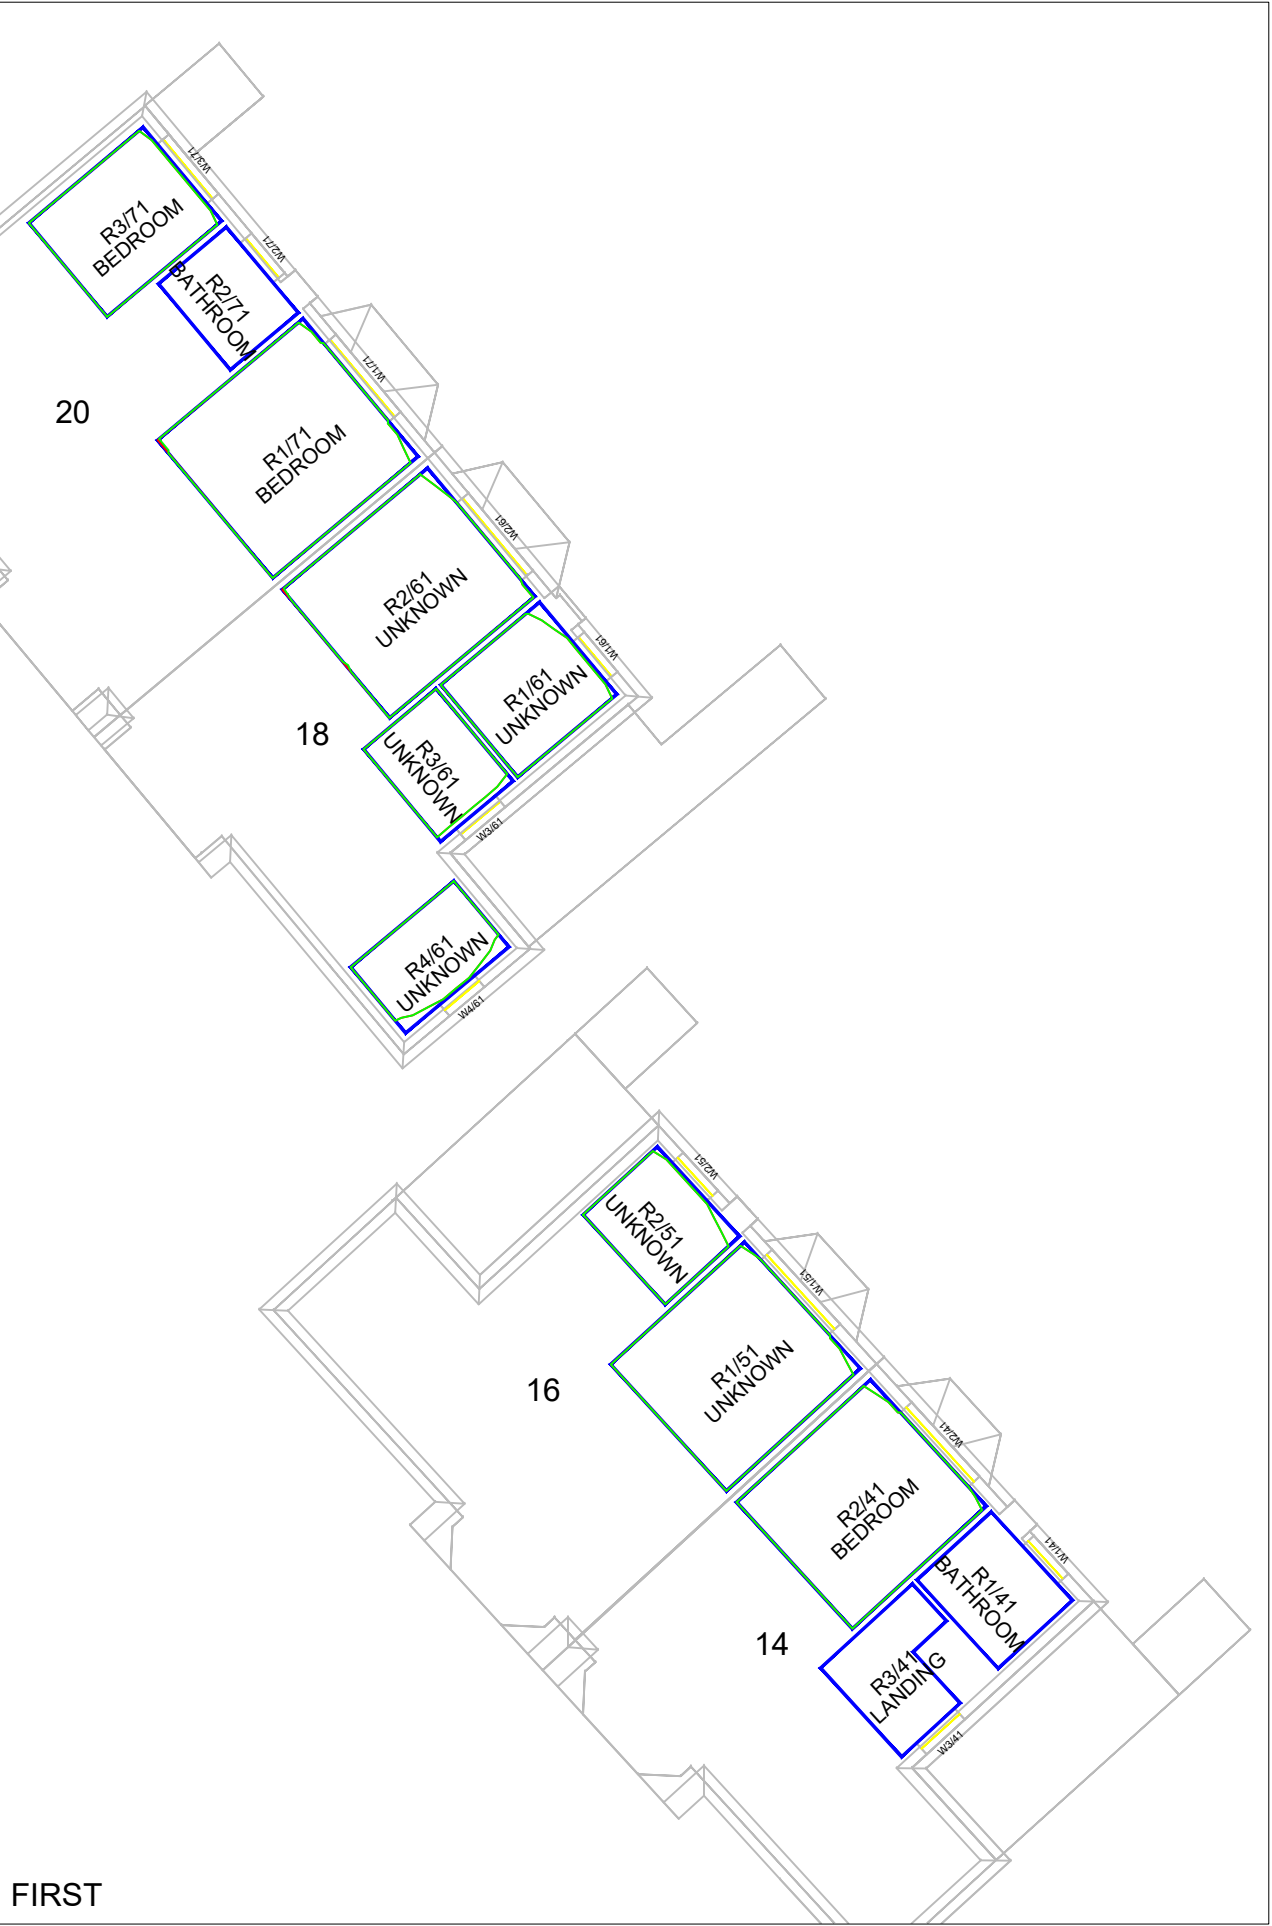 W3/71
R3/71
BEDROOM
W2/71
R2/71
BATHROOM
W1/71
20
R1/71
BEDROOM
W2/61
R2/61
UNKNOWN
W1/61
R1/61
UNKNOWN
18
R3/61
UNKNOWN
W3/61
R4/61
UNKNOWN
W4/61
W2/51
R2/51
UNKNOWN
W1/51
R1/51
UNKNOWN
16
W2/41
R2/41
BEDROOM
W1/41
R1/41
BATHROOM
14
R3/41
LANDING
W3/41
FIRST